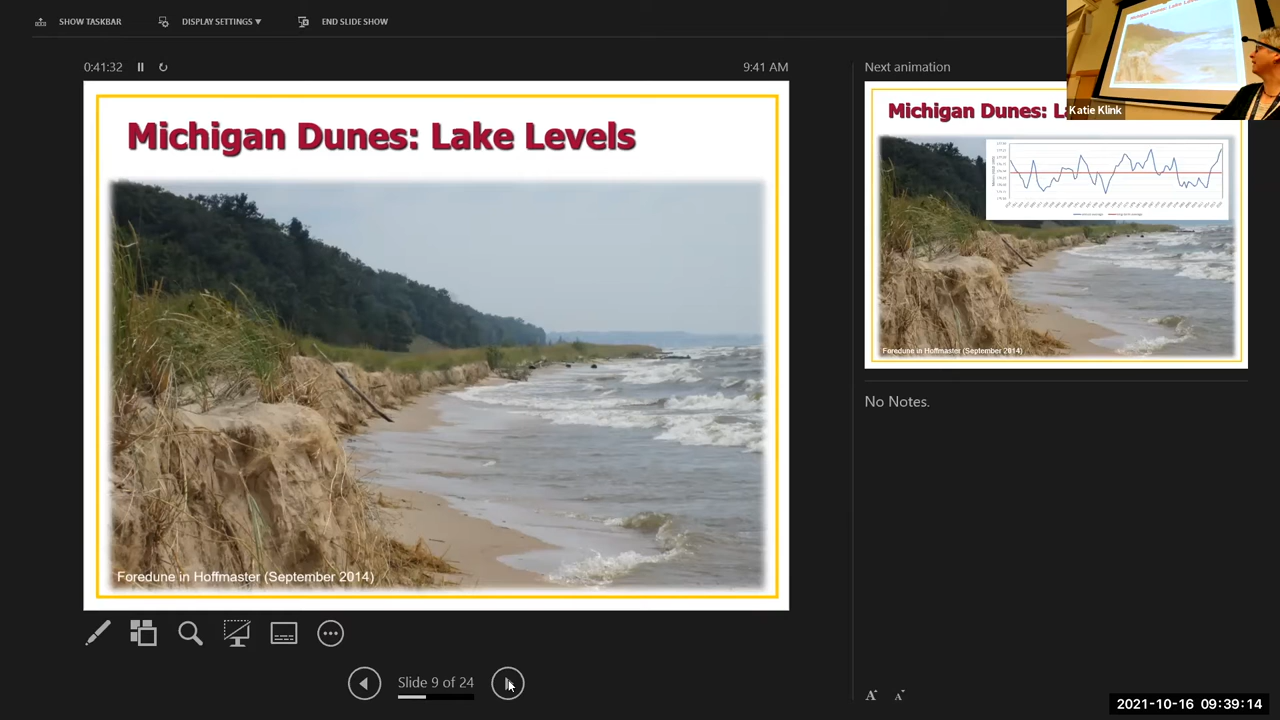 SHOW TASKBAR
DISPLAY SETTINGS
END SLIDE SHOW
0:41:32
9:41 AM
Next animation
Katie Klink
Michigan Dunes: Lake Levels
Foredune in Hoffmaster (September 2014)
Michigan Dunes: L
Foredune in Hoffmaster (September 2014)
No Notes.
Slide 9 of 24
A A
2021-10-16 09:39:14